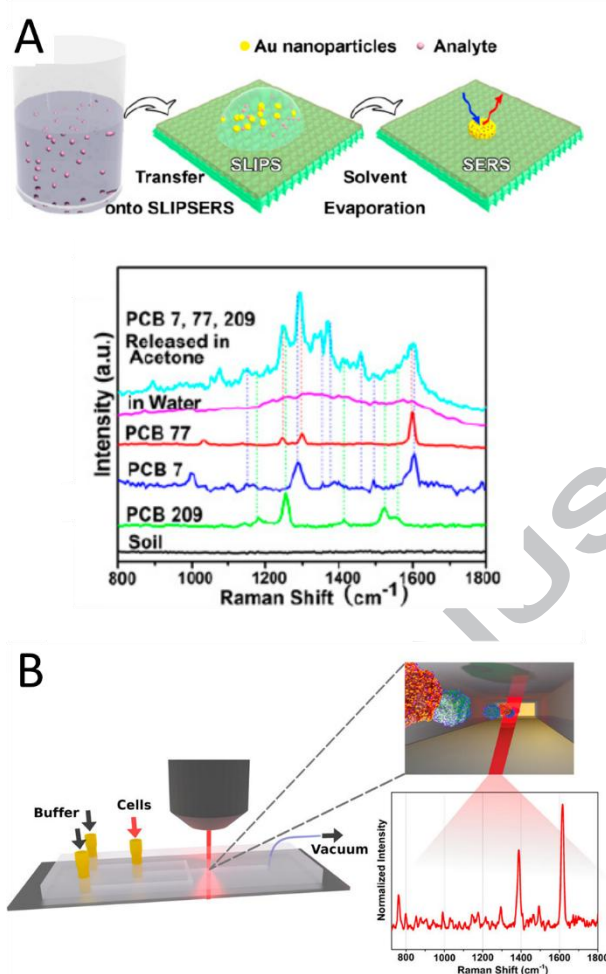 A
Au nanoparticles Analyte
SLIPS
SERS
Transfer
onto SLIPSERS
Solvent
Evaporation
Intensity (a.u.)
PCB 7, 77, 209
Released in
Acetone
in Water
PCB 77
PCB 7
PCB 209
Soil
800 1000 1200 1400 1600 1800
Raman Shift (cm⁻¹)
B
Buffer
Cells
Vacuum
Normalized Intensity
800 1000 1200 1400 1600 1800
Raman Shift (cm⁻¹)